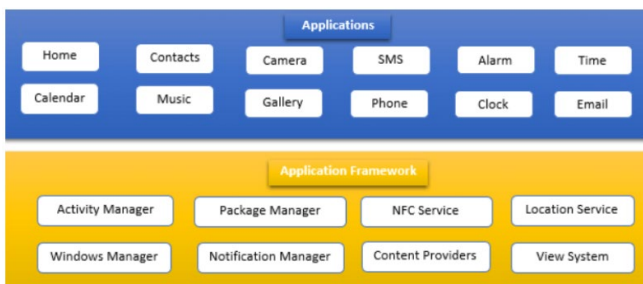 Applications
Home Contacts Camera SMS Alarm Time
Calendar Music Gallery Phone Clock Email
Application Framework
Activity Manager Package Manager NFC Service Location Service
Windows Manager Notification Manager Content Providers View System